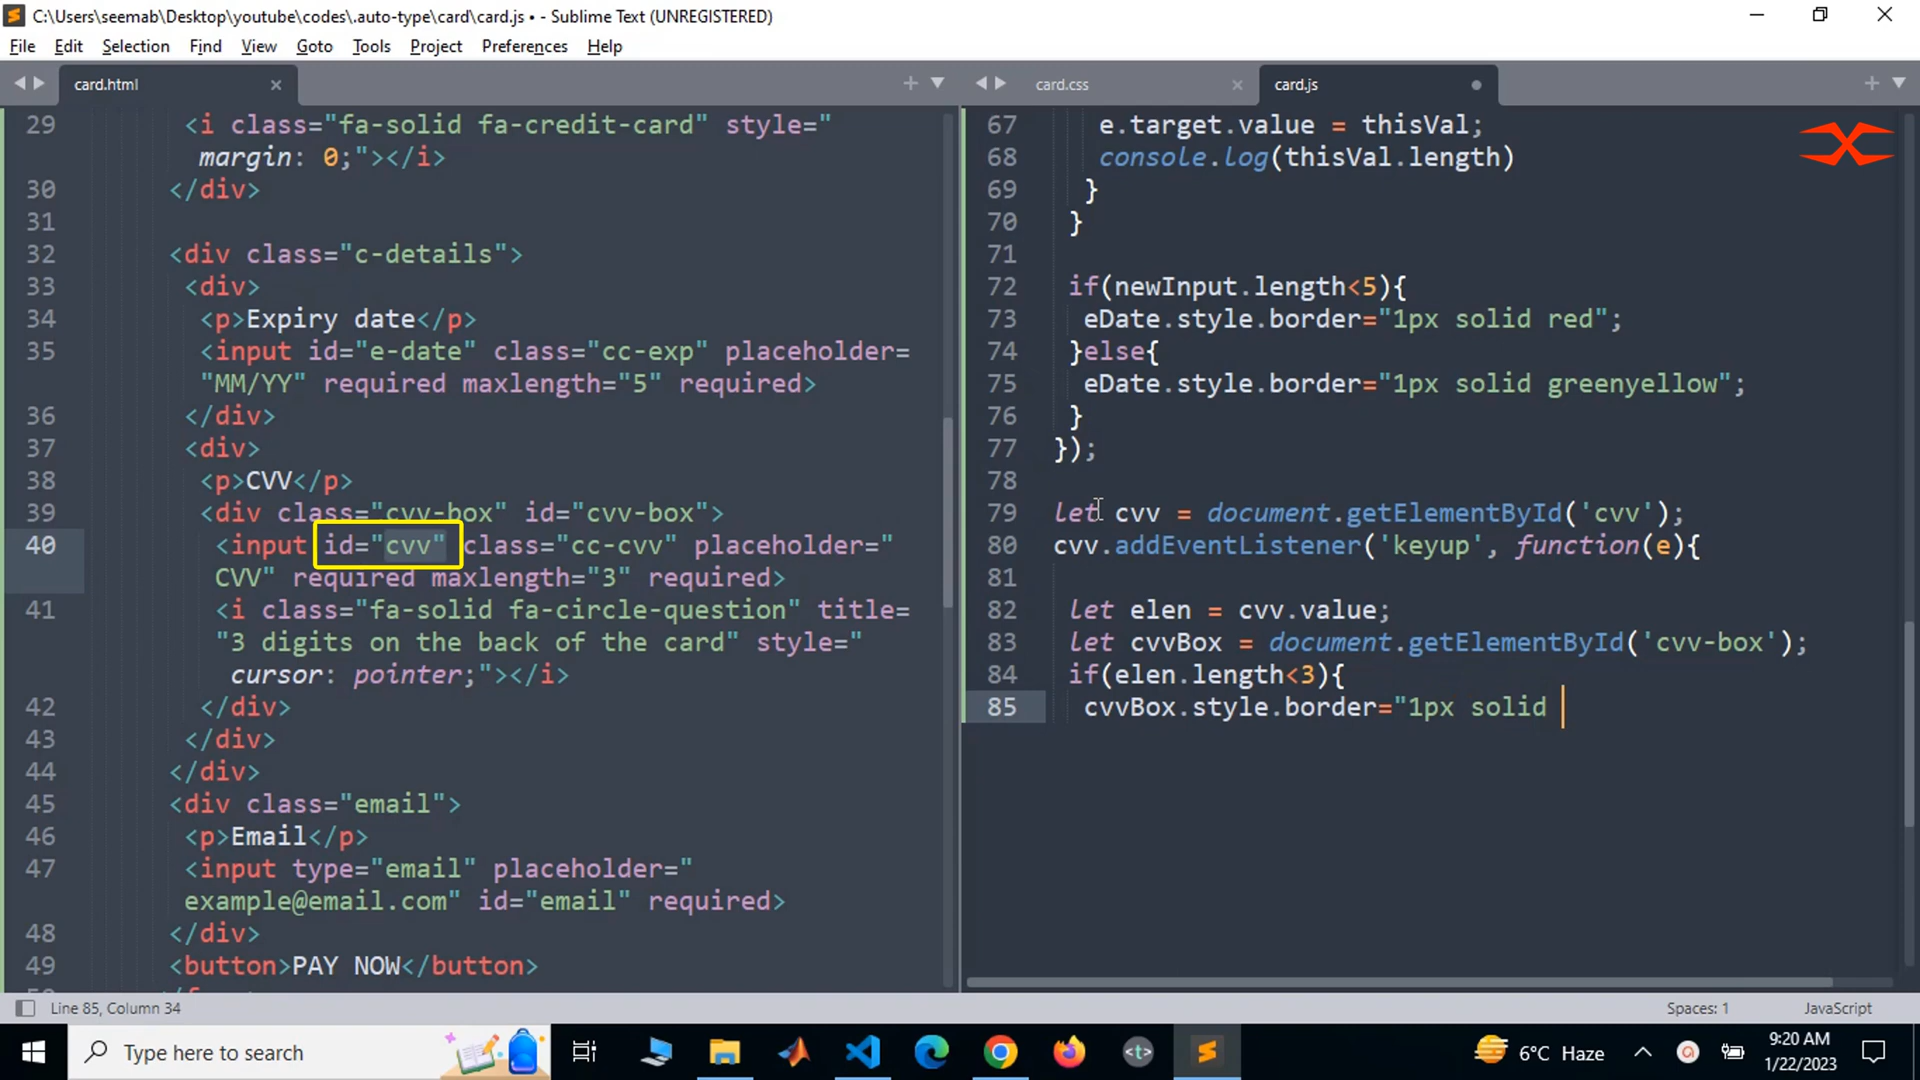 C:\Users\seemab\Desktop\youtube\codes\.auto-type\card\card.js • - Sublime Text (UNREGISTERED)
File Edit Selection Find View Goto Tools Project Preferences Help
card.html
card.css
card.js
29 <i class="fa-solid fa-credit-card" style="
margin: 0;"></i>
30 </div>
31
32 <div class="c-details">
33 <div>
34 <p>Expiry date</p>
35 <input id="e-date" class="cc-exp" placeholder=
"MM/YY" required maxlength="5" required>
36 </div>
37 <div>
38 <p>CVV</p>
39 <div class="cvv-box" id="cvv-box">
40 <input id="cvv" class="cc-cvv" placeholder="
CVV" required maxlength="3" required>
41 <i class="fa-solid fa-circle-question" title=
"3 digits on the back of the card" style="
cursor: pointer;"></i>
42 </div>
43 </div>
44 </div>
45 <div class="email">
46 <p>Email</p>
47 <input type="email" placeholder="
example@email.com" id="email" required>
48 </div>
49 <button>PAY NOW</button>
67 e.target.value = thisVal;
68 console.log(thisVal.length)
69 }
70 }
71
72 if(newInput.length<5){
73 eDate.style.border="1px solid red";
74 }else{
75 eDate.style.border="1px solid greenyellow";
76 }
77 });
78
79 let cvv = document.getElementById('cvv');
80 cvv.addEventListener('keyup', function(e){
81
82 let elen = cvv.value;
83 let cvvBox = document.getElementById('cvv-box');
84 if(elen.length<3){
85 cvvBox.style.border="1px solid
Line 85, Column 34
Spaces: 1
JavaScript
Type here to search
<t>
6°C Haze
9:20 AM
1/22/2023